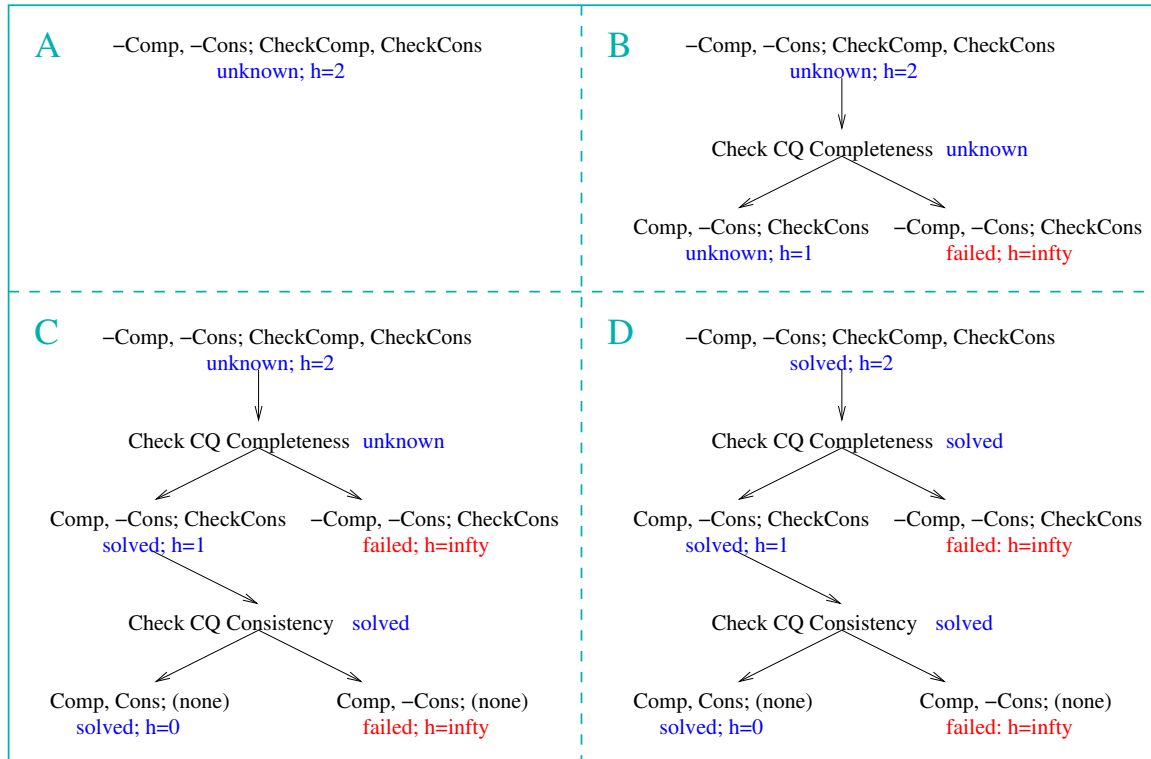 A
−Comp, −Cons; CheckComp, CheckCons
unknown; h=2
B
−Comp, −Cons; CheckComp, CheckCons
unknown; h=2
Check CQ Completeness unknown
Comp, −Cons; CheckCons
unknown; h=1
−Comp, −Cons; CheckCons
failed; h=infty
C
−Comp, −Cons; CheckComp, CheckCons
unknown; h=2
Check CQ Completeness unknown
Comp, −Cons; CheckCons
solved; h=1
−Comp, −Cons; CheckCons
failed; h=infty
Check CQ Consistency solved
Comp, Cons; (none)
solved; h=0
Comp, −Cons; (none)
failed; h=infty
D
−Comp, −Cons; CheckComp, CheckCons
solved; h=2
Check CQ Completeness solved
Comp, −Cons; CheckCons
solved; h=1
−Comp, −Cons; CheckCons
failed: h=infty
Check CQ Consistency solved
Comp, Cons; (none)
solved; h=0
Comp, −Cons; (none)
failed: h=infty